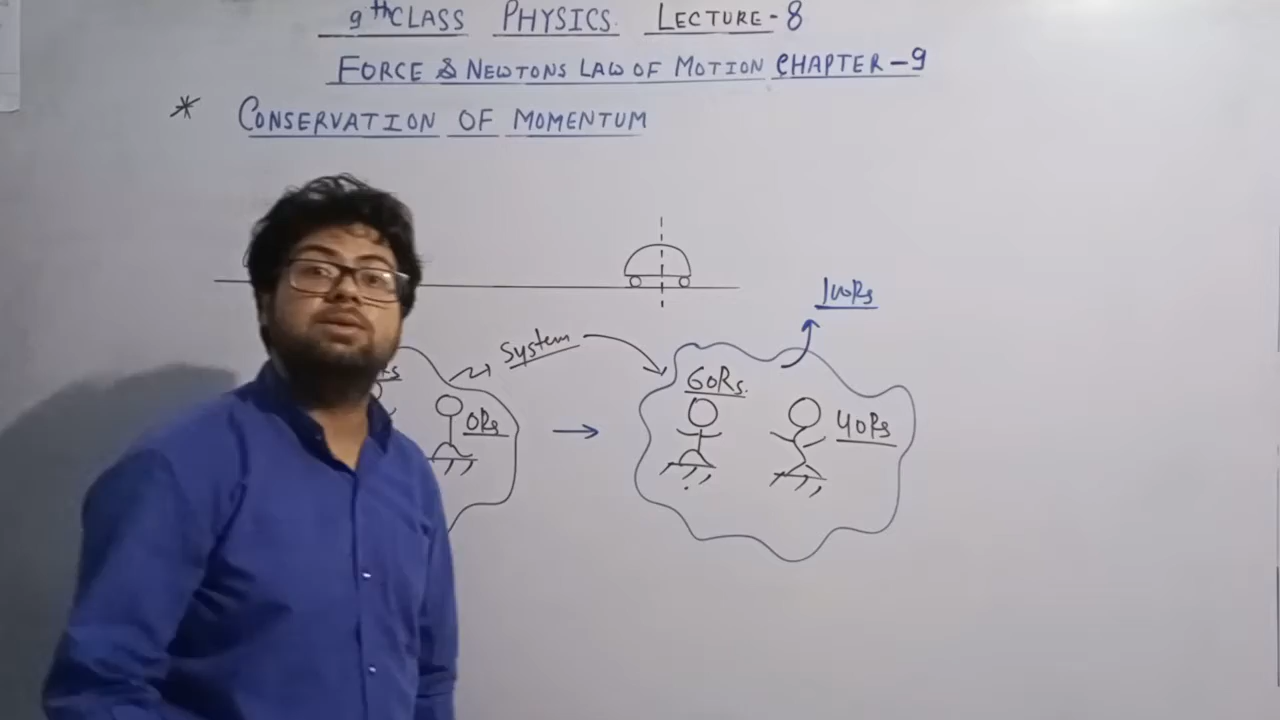 9thCLASS PHYSICS. LECTURE-8
FORCE & NEWTONS LAW OF MOTION CHAPTER-9
* CONSERVATION OF MOMENTUM
100Rs
System
60Rs.
0Rs
40Rs